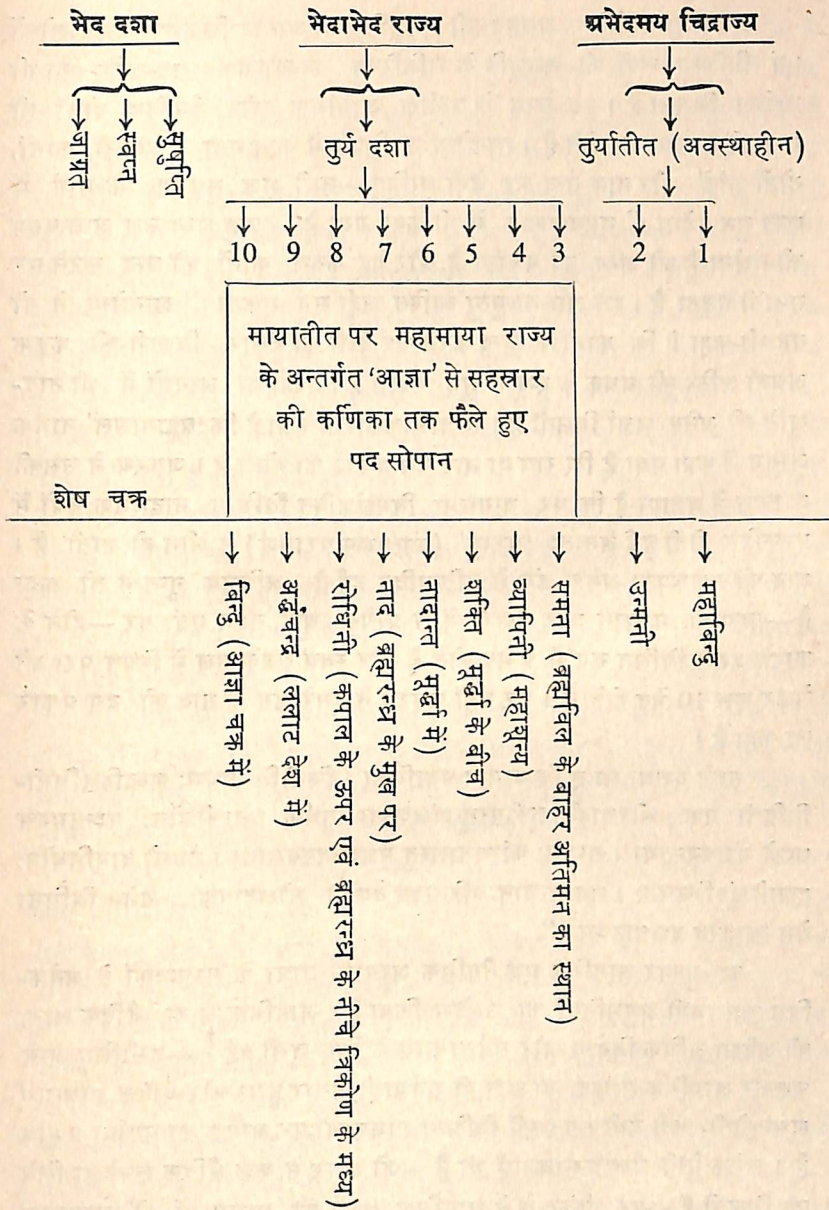 भेद दशा
भेदाभेद राज्य
अभेदमय चिद्राज्य
जाग्रत
स्वप्न
सुषुप्ति
तुर्य दशा
तुर्यातीत (अवस्थाहीन)
10 9 8 7 6 5 4 3 2 1
मायातीत पर महामाया राज्य
के अन्तर्गत 'आज्ञा' से सहस्रार
की कर्णिका तक फैले हुए
पद सोपान
शेष चक्र
बिन्दु (आज्ञा चक्र में)
अर्द्धचन्द्र (ललाट देश में)
रोधिनी (कपाल के ऊपर एवं ब्रह्मरन्ध्र के नीचे त्रिकोण के मध्य)
नाद (ब्रह्मरन्ध्र के मुख पर)
नादान्त (मूर्द्धा में)
शक्ति (मूर्द्धा के बीच)
व्यापिनी (महाशून्य)
समना (ब्रह्मविल के बाहर अतिमन का स्थान)
उन्मनी
महाबिन्दु